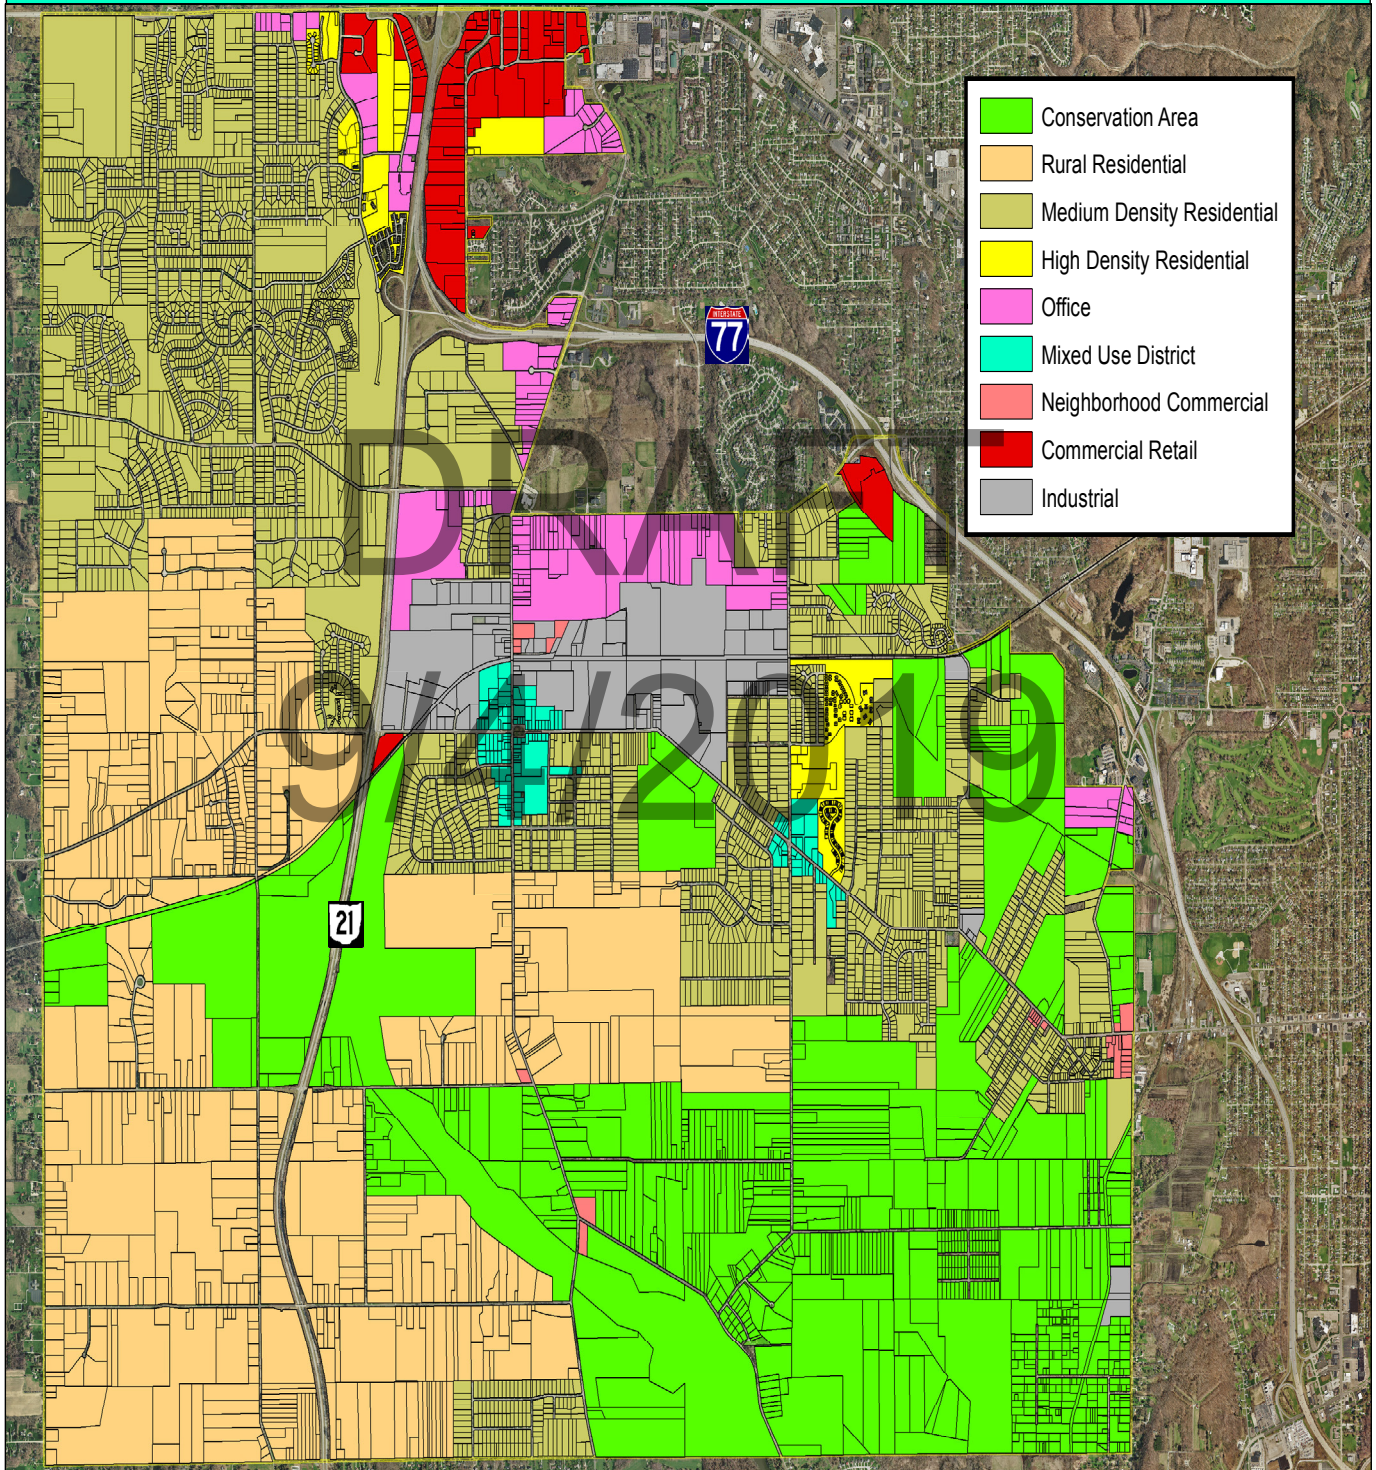 Conservation Area
Rural Residential
Medium Density Residential
High Density Residential
Office
Mixed Use District
Neighborhood Commercial
Commercial Retail
Industrial
INTERSTATE
77
DRAFT
9/4/2019
21